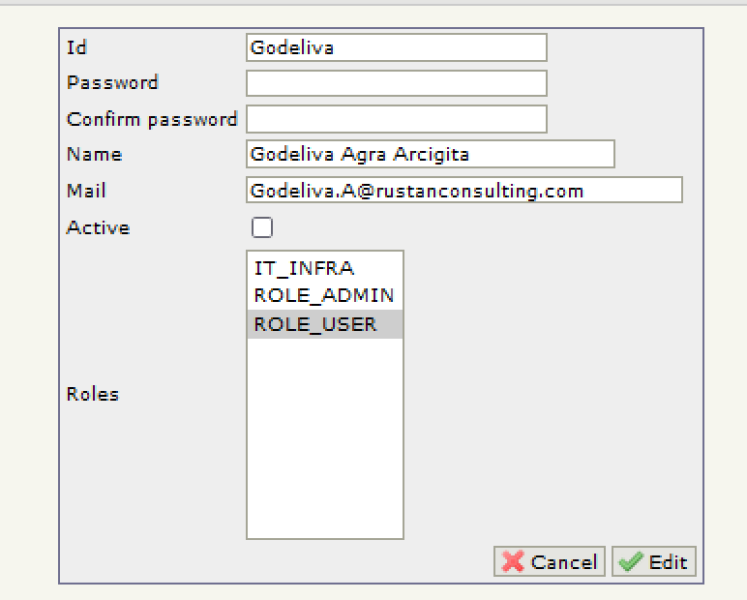 Id Godeliva
Password
Confirm password
Name Godeliva Agra Arcigita
Mail Godeliva.A@rustanconsulting.com
Active
IT_INFRA
ROLE_ADMIN
ROLE_USER
Roles
Cancel Edit